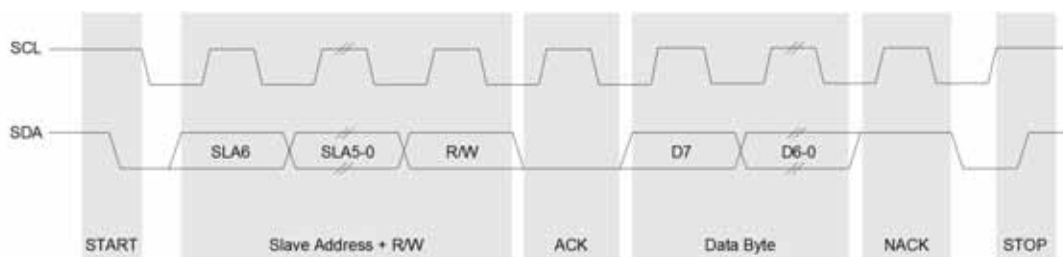 SCL
SDA
SLA6 SLA5-0 R/W D7 D6-0
START Slave Address + R/W ACK Data Byte NACK STOP